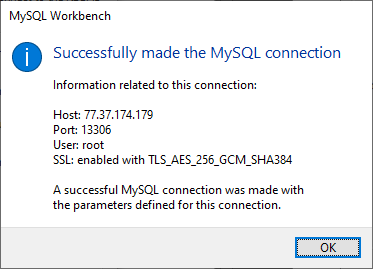 MySQL Workbench
Successfully made the MySQL connection
Information related to this connection:
Host: 77.37.174.179
Port: 13306
User: root
SSL: enabled with TLS_AES_256_GCM_SHA384
A successful MySQL connection was made with
the parameters defined for this connection.
OK